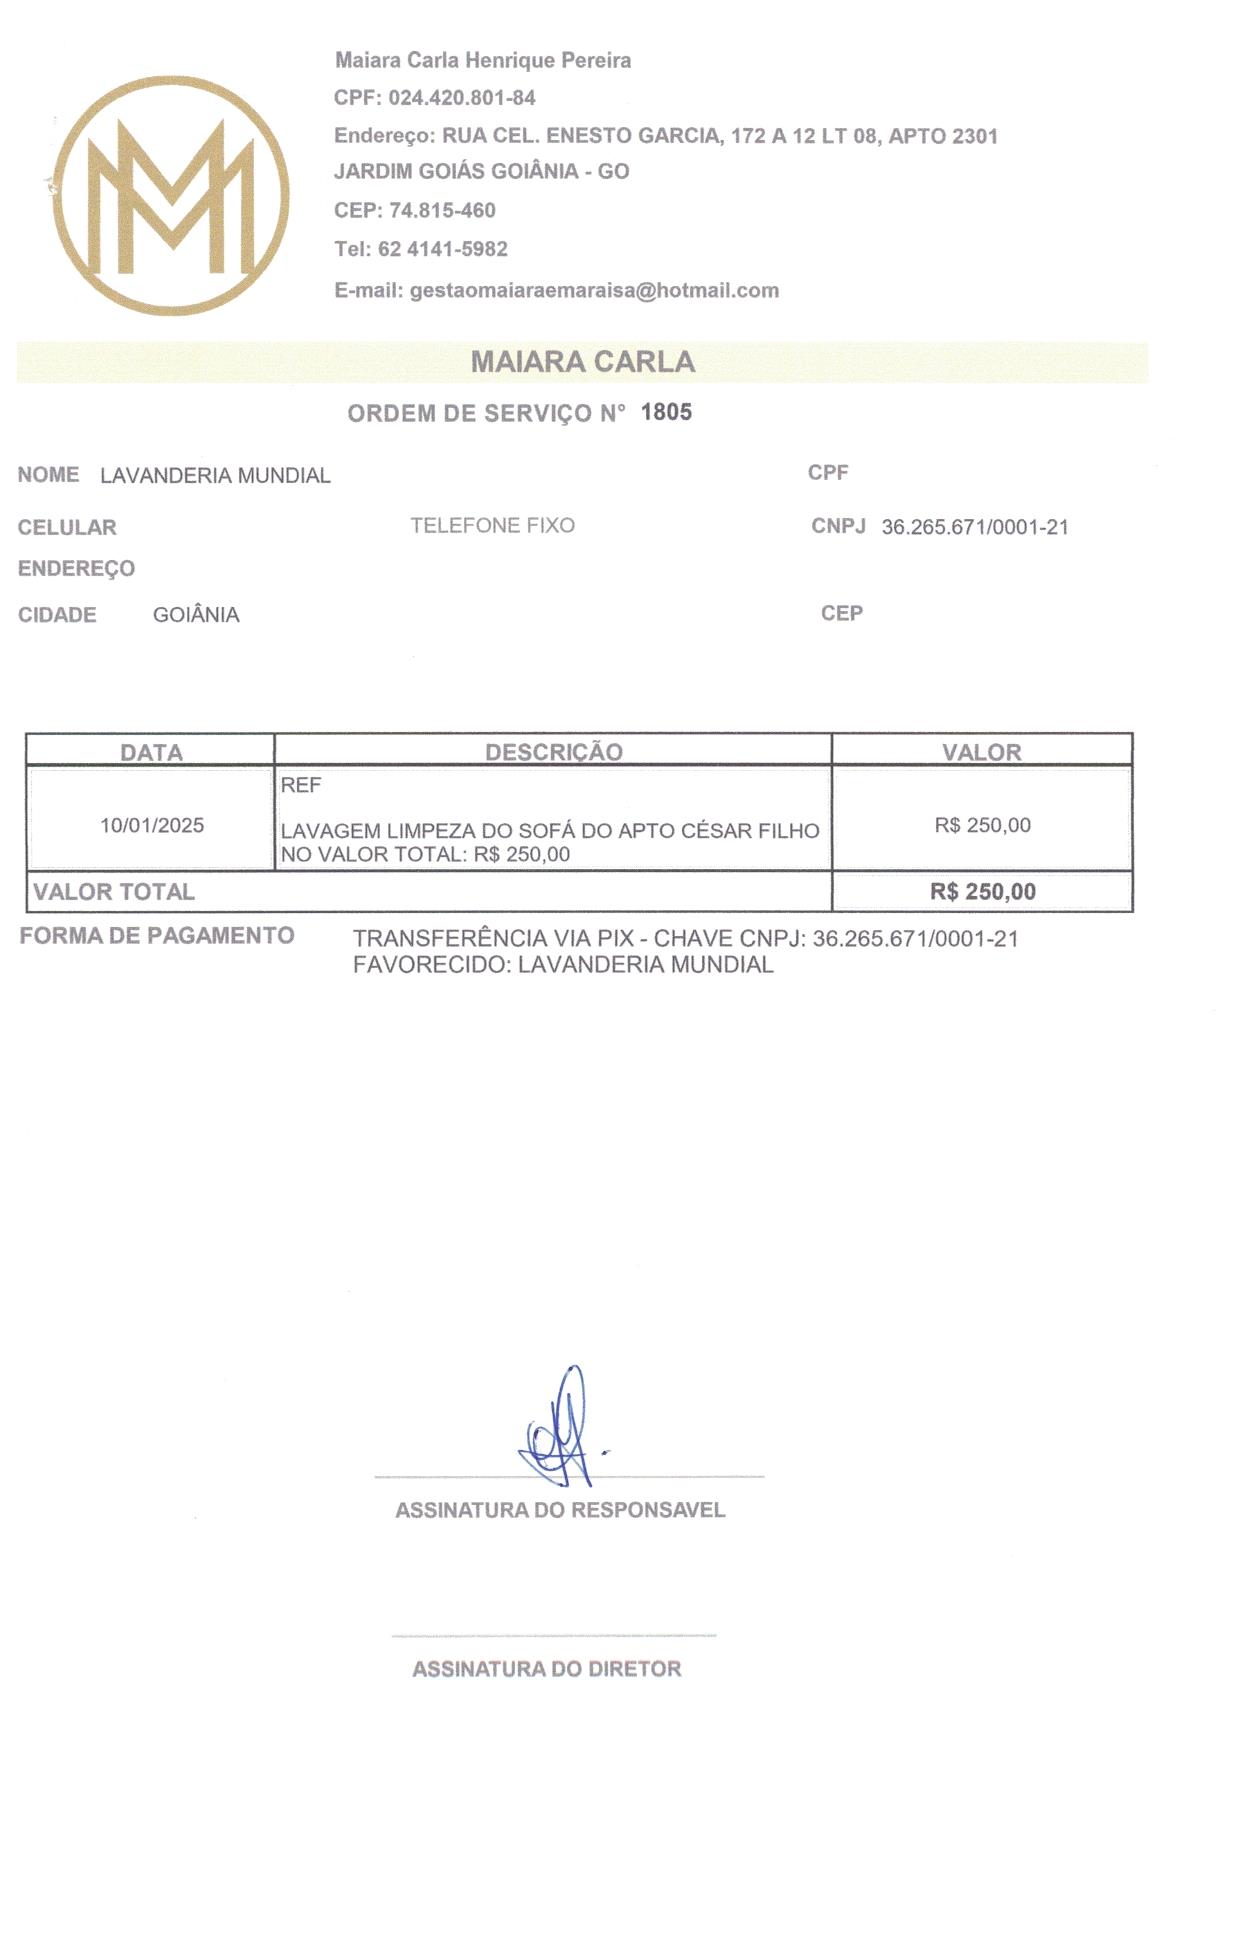 Maiara Carla Henrique Pereira
CPF: 024.420.801-84
Endereço: RUA CEL. ENESTO GARCIA, 172 A 12 LT 08, APTO 2301
JARDIM GOIÁS GOIÂNIA - GO
CEP: 74.815-460
Tel: 62 4141-5982
E-mail: gestaomaiaraemaraisa@hotmail.com
MAIARA CARLA
ORDEM DE SERVIÇO N° 1805
NOME LAVANDERIA MUNDIAL CPF
CELULAR TELEFONE FIXO CNPJ 36.265.671/0001-21
ENDEREÇO
CIDADE GOIÂNIA CEP
DATA DESCRIÇÃO VALOR
REF
10/01/2025 LAVAGEM LIMPEZA DO SOFÁ DO APTO CÉSAR FILHO R$ 250,00
NO VALOR TOTAL: R$ 250,00
VALOR TOTAL R$ 250,00
FORMA DE PAGAMENTO TRANSFERÊNCIA VIA PIX - CHAVE CNPJ: 36.265.671/0001-21
FAVORECIDO: LAVANDERIA MUNDIAL
ASSINATURA DO RESPONSAVEL
ASSINATURA DO DIRETOR